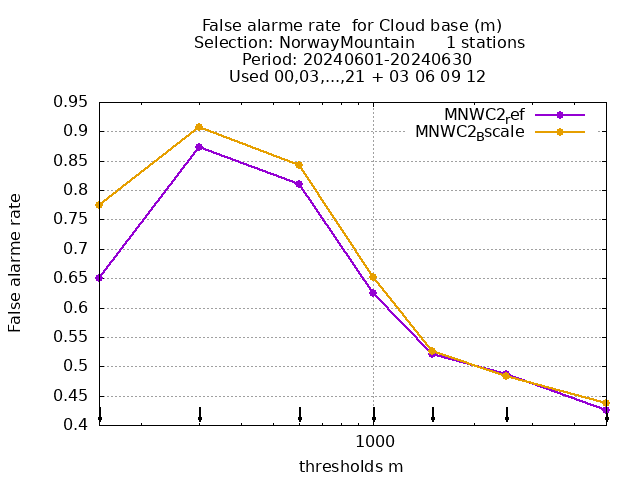 False alarme rate  for Cloud base (m)
Selection: NorwayMountain      1 stations
Period: 20240601-20240630
Used 00,03,...,21 + 03 06 09 12
MNWC2ref
MNWC2Bscale
0.95
0.9
0.85
0.8
0.75
0.7
0.65
0.6
0.55
0.5
0.45
0.4
False alarme rate
1000
thresholds m